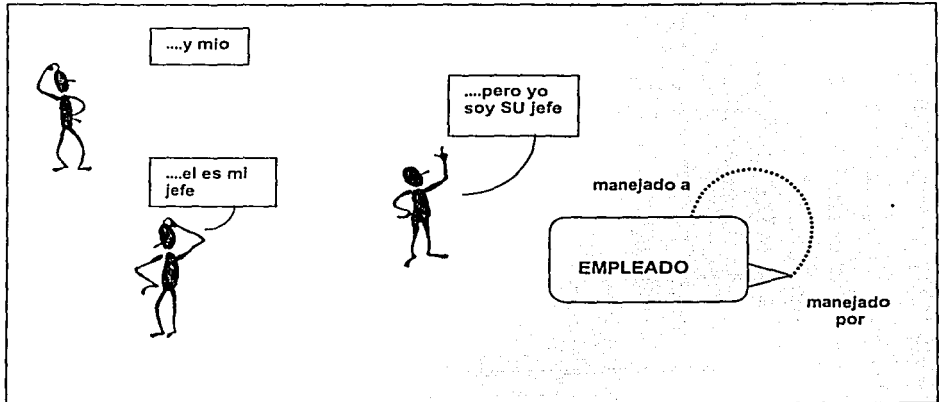 ....y mio
....pero yo
soy SU jefe
....el es mi
jefe
manejado a
EMPLEADO
manejado
por